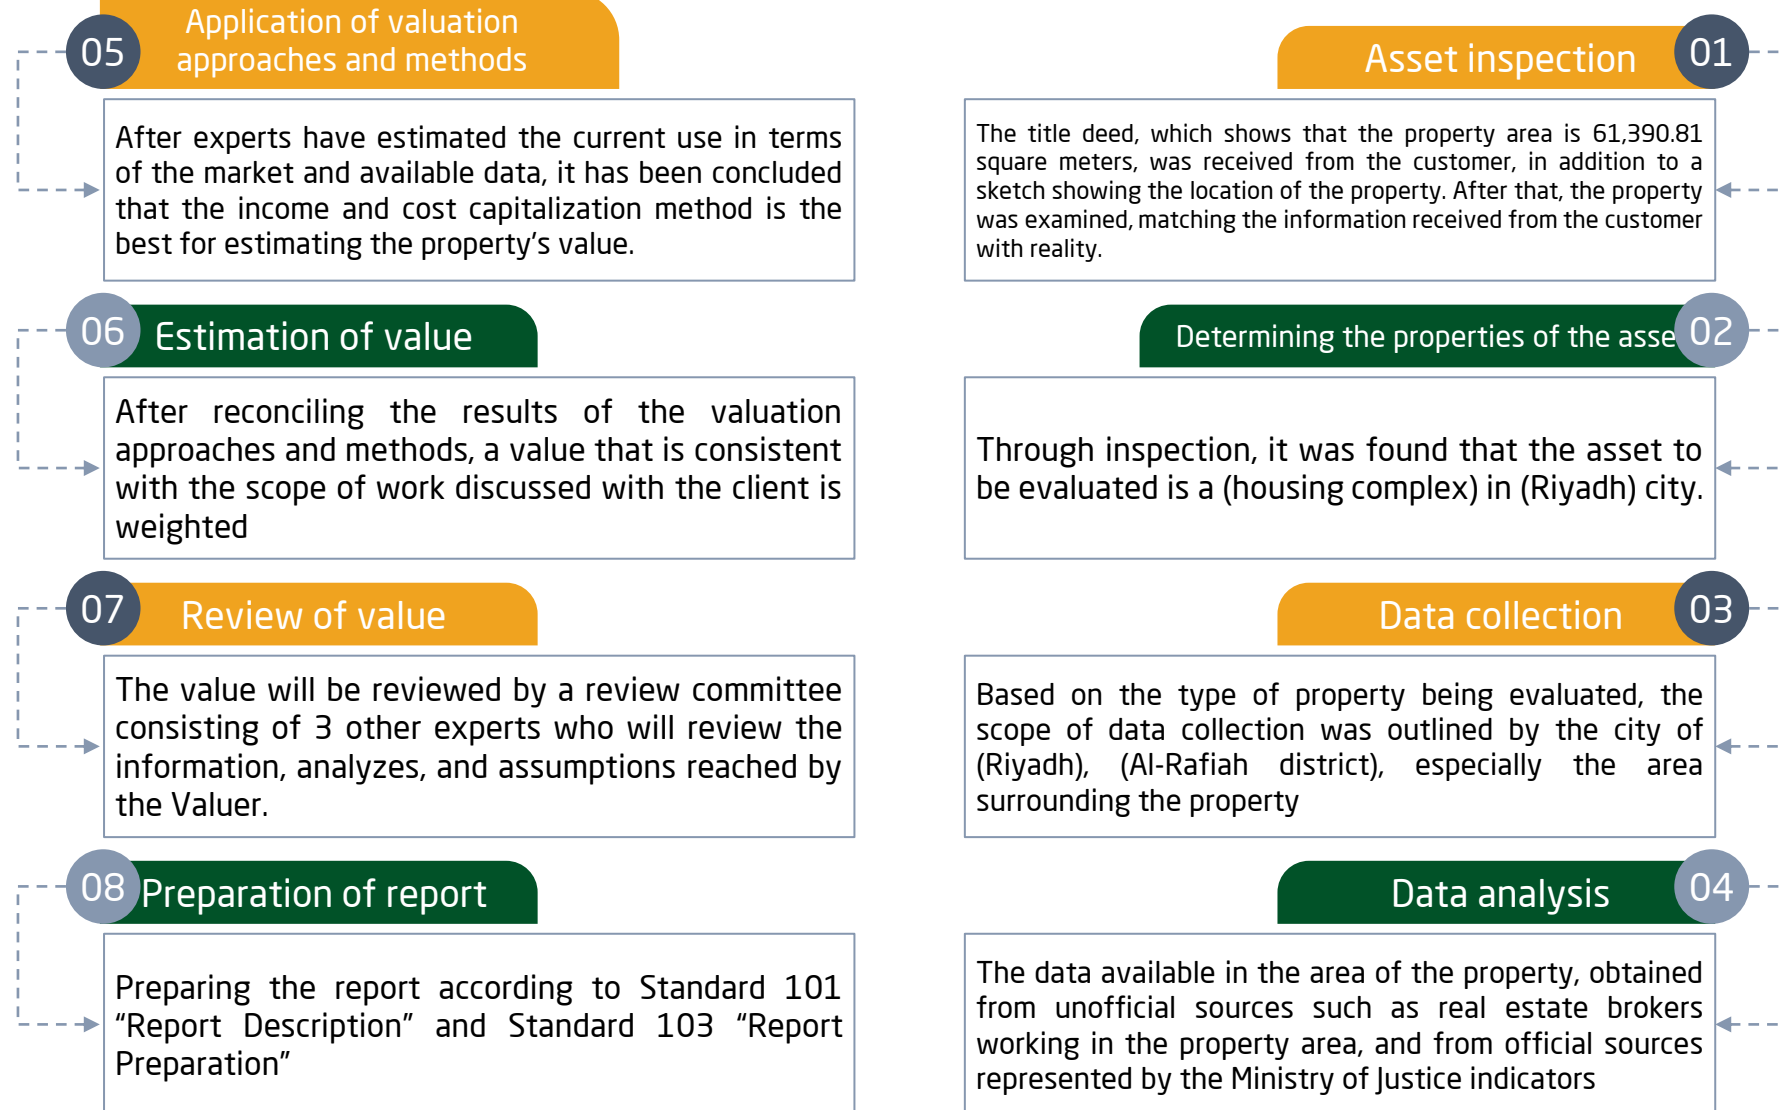 01
Asset inspection
The title deed, which shows that the property area is 61,390.81
square meters, was received from the customer, in addition to a
sketch showing the location of the property. After that, the property
was examined, matching the information received from the customer
with reality.
02
Determining the properties of the asse
Through inspection, it was found that the asset to
be evaluated is a (housing complex) in (Riyadh) city.
03
Data collection
Based on the type of property being evaluated, the
scope of data collection was outlined by the city of
(Riyadh), (Al-Rafiah district), especially the area
surrounding the property
04
Data analysis
The data available in the area of the property, obtained
from unofficial sources such as real estate brokers
working in the property area, and from official sources
represented by the Ministry of Justice indicators
05
Application of valuation
approaches and methods
After experts have estimated the current use in terms
of the market and available data, it has been concluded
that the income and cost capitalization method is the
best for estimating the property’s value.
06
Estimation of value
After reconciling the results of the valuation
approaches and methods, a value that is consistent
with the scope of work discussed with the client is
weighted
07
Review of value
The value will be reviewed by a review committee
consisting of 3 other experts who will review the
information, analyzes, and assumptions reached by
the Valuer.
08
Preparation of report
Preparing the report according to Standard 101
“Report Description” and Standard 103 “Report
Preparation”